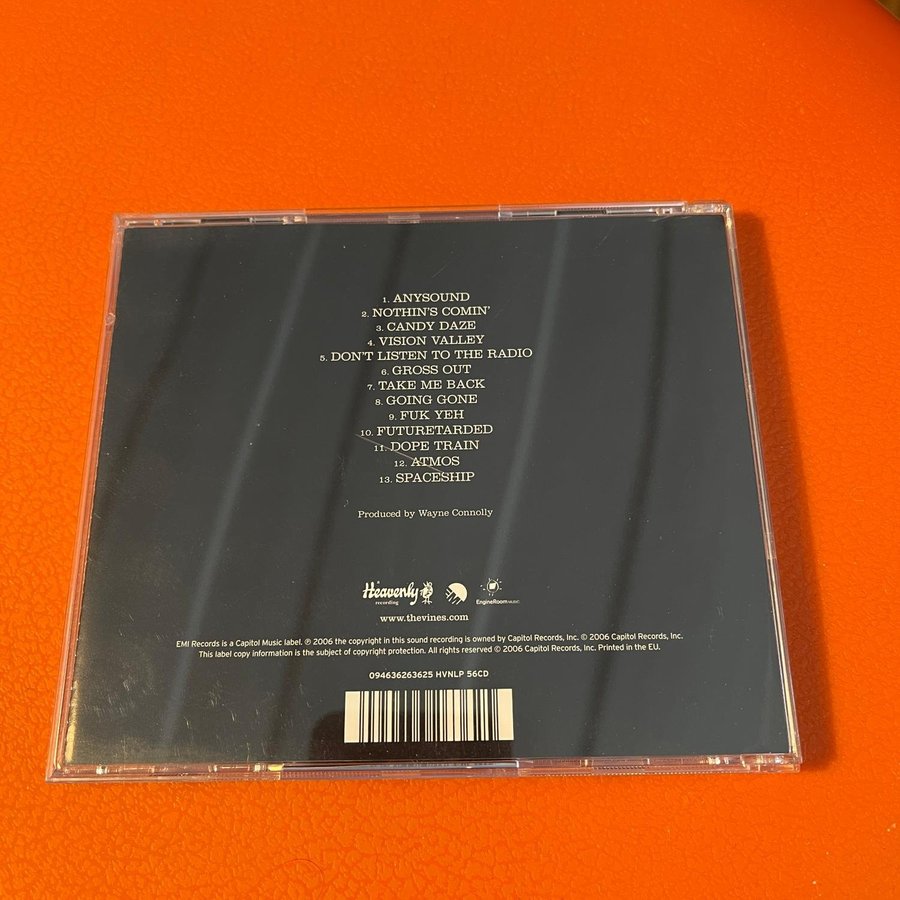 1. ANYSOUND
2. NOTHIN'S COMIN'
3. CANDY DAZE
4. VISION VALLEY
5. DON'T LISTEN TO THE RADIO
6. GROSS OUT
7. TAKE ME BACK
8. GOING GONE
9. FUK YEH
10. FUTURETARDED
11. DOPE TRAIN
12. ATMOS
13. SPACESHIP
Produced by Wayne Connolly
Heavenly
recording
EngineRoomMUSIC
www.thevines.com
EMI Records is a Capitol Music label. ℗ 2006 the copyright in this sound recording is owned by Capitol Records, Inc. © 2006 Capitol Records, Inc.
This label copy information is the subject of copyright protection. All rights reserved © 2006 Capitol Records, Inc. Printed in the EU.
094636263625 HVNLP 56CD